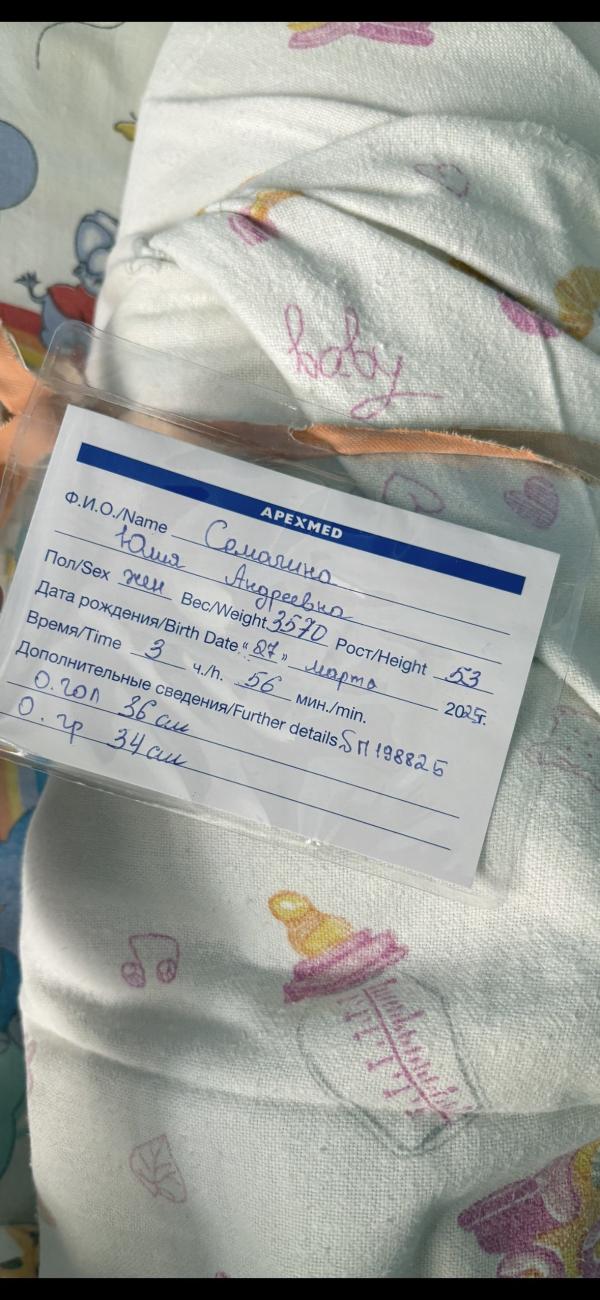 baby
APEXMED
Ф.И.О./Name Семагина
Юлия Андреевна
Пол/Sex жен Вес/Weight 3570 Рост/Height 53
Дата рождения/Birth Date "27" марта 2025г.
Время/Time 3 ч./h. 56 мин./min.
Дополнительные сведения/Further details SП198825
О.гол 36 см
О.гр 34 см